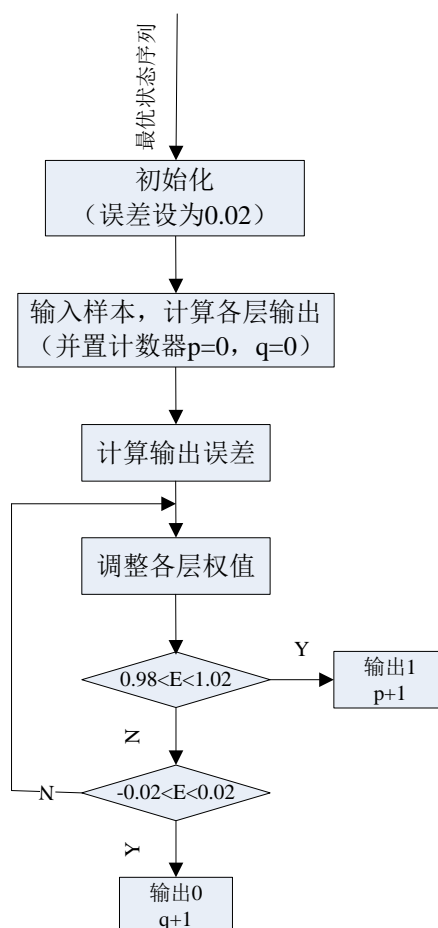 最优状态序列
初始化
（误差设为0.02）
输入样本，计算各层输出
（并置计数器p=0，q=0）
计算输出误差
调整各层权值
0.98<E<1.02
Y
输出1
p+1
N
-0.02<E<0.02
N
Y
输出0
q+1